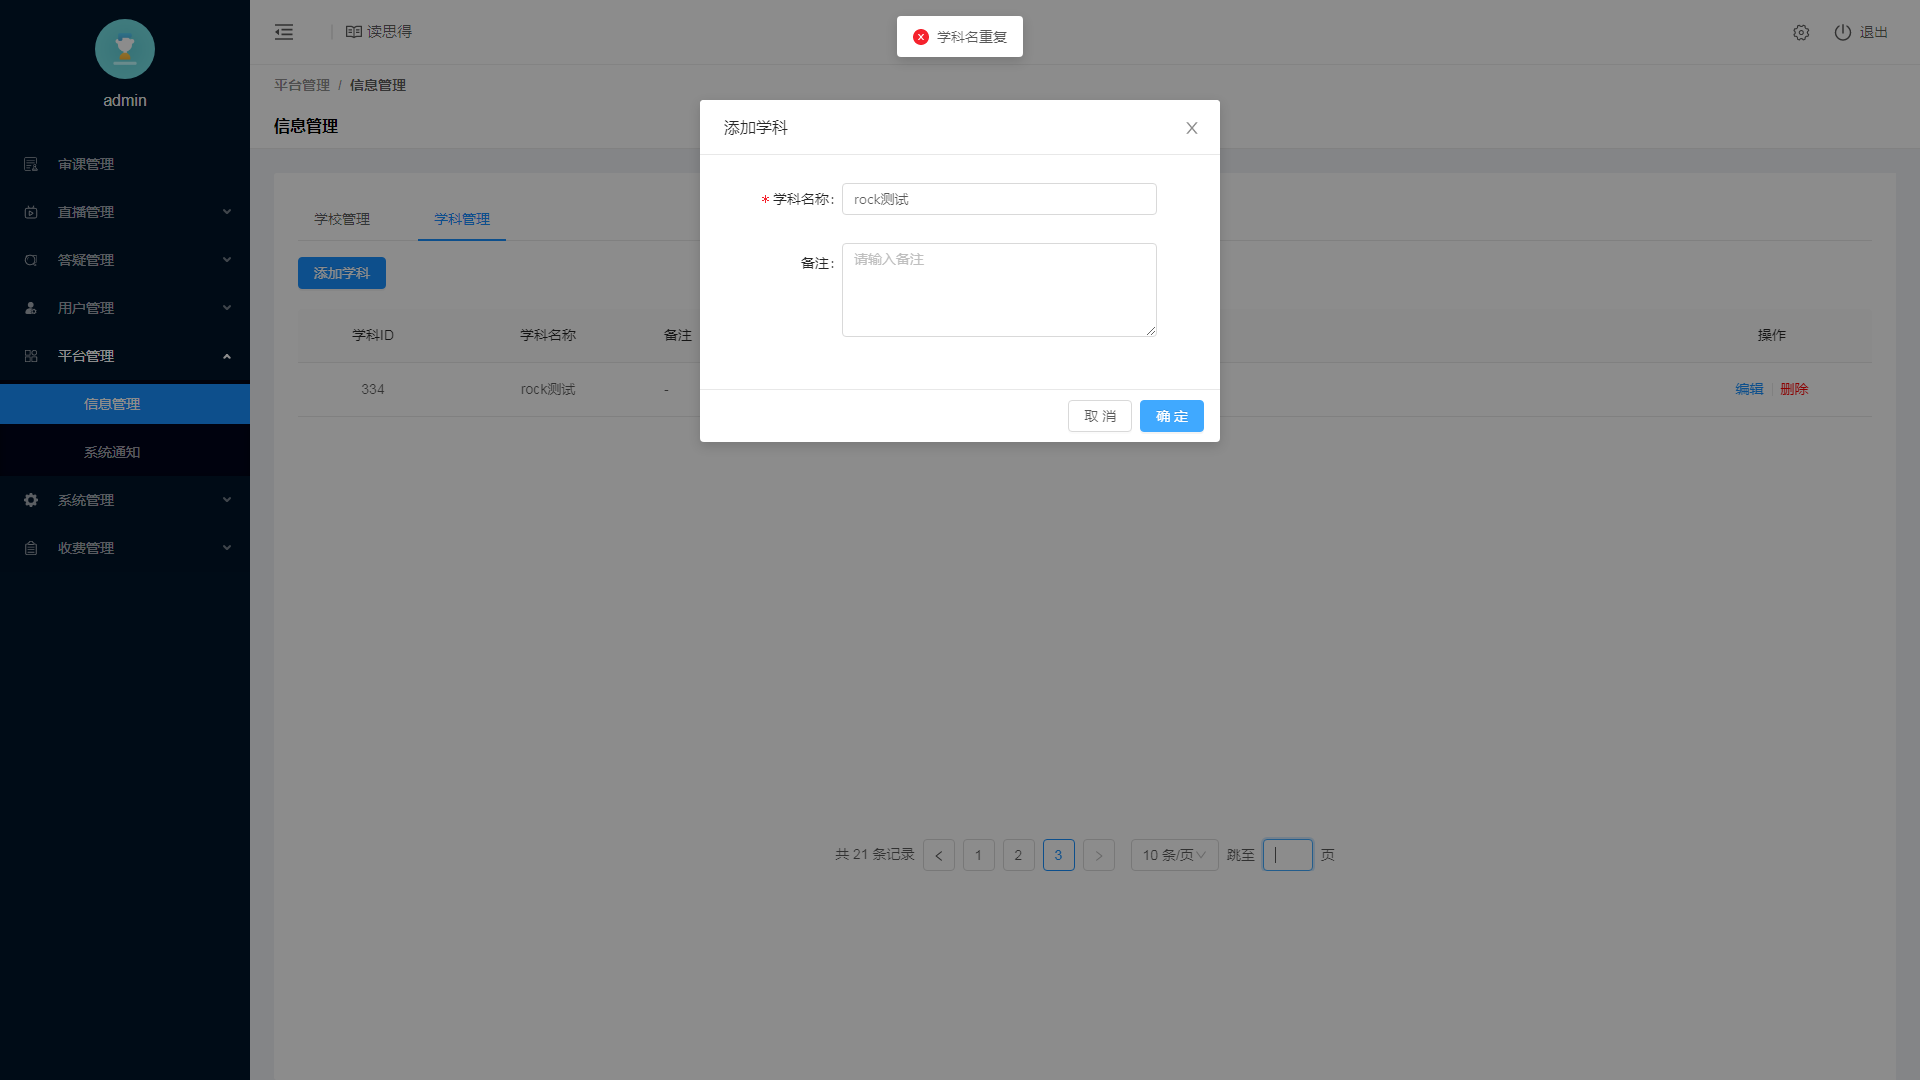 admin
审课管理
直播管理
答疑管理
用户管理
平台管理
信息管理
系统通知
系统管理
收费管理
读思得
学科名重复
退出
平台管理 / 信息管理
信息管理
学校管理 学科管理
添加学科
学科ID 学科名称 备注 操作
334 rock测试 - 编辑 删除
添加学科
* 学科名称: rock测试
备注: 请输入备注
取 消 确 定
共 21 条记录 < 1 2 3 > 10 条/页 跳至 页